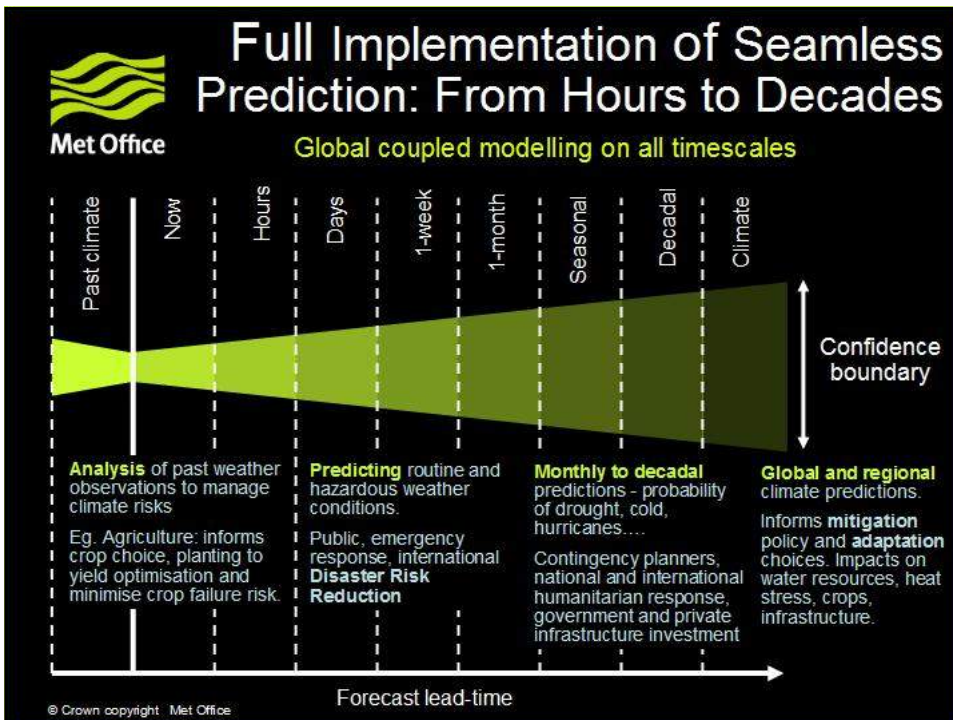 Full Implementation of Seamless
Prediction: From Hours to Decades
Met Office
Global coupled modelling on all timescales
Past climate
Now
Hours
Days
1-week
1-month
Seasonal
Decadal
Climate
Confidence
boundary
Analysis of past weather
observations to manage
climate risks
Eg. Agriculture: informs
crop choice, planting to
yield optimisation and
minimise crop failure risk.
Predicting routine and
hazardous weather
conditions.
Public, emergency
response, international
Disaster Risk
Reduction
Monthly to decadal
predictions - probability
of drought, cold,
hurricanes....
Contingency planners,
national and international
humanitarian response,
government and private
infrastructure investment
Global and regional
climate predictions.
Informs mitigation
policy and adaptation
choices. Impacts on
water resources, heat
stress, crops,
infrastructure.
Forecast lead-time
© Crown copyright Met Office